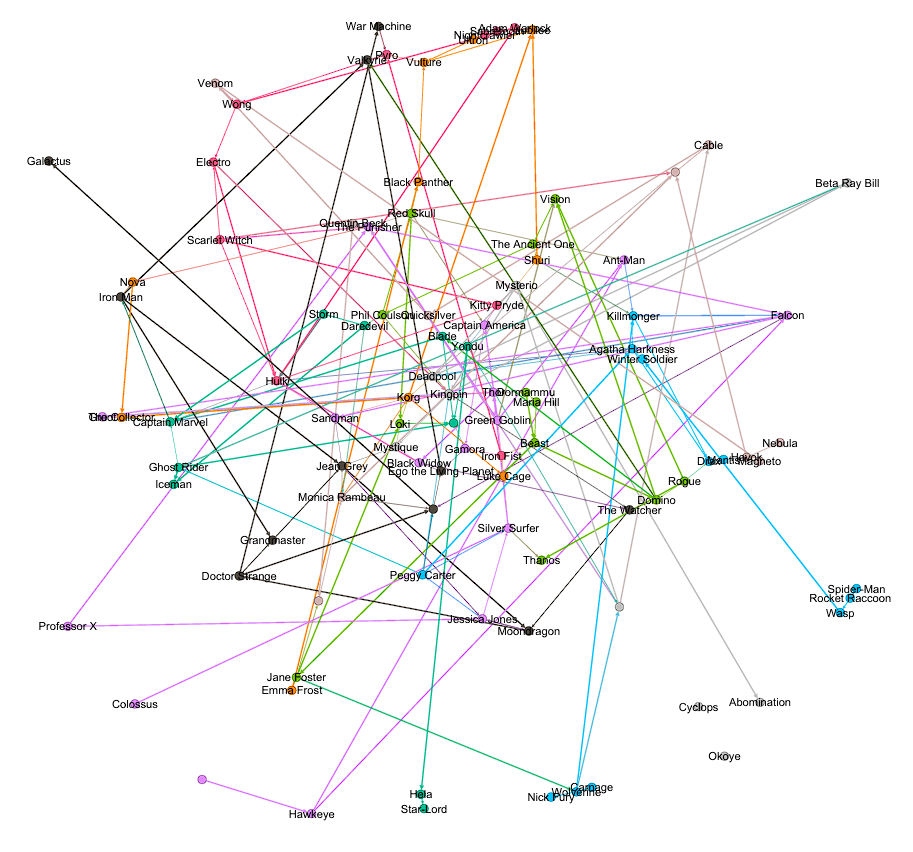 War Machine
Adam Warlock
Nightcrawler
Ultron
Pyro
Valkyrie
Vulture
Venom
Wong
Cable
Galactus
Electro
Black Panther
Beta Ray Bill
Vision
Red Skull
Quentin Beck
The Punisher
Scarlet Witch
The Ancient One
Shuri
Ant-Man
Nova
Mysterio
Iron Man
Kitty Pryde
Storm
Phil Coulson
Quicksilver
Killmonger
Falcon
Daredevil
Captain America
Blade
Yondu
Agatha Harkness
Winter Soldier
Hulk
Deadpool
Korg
Kingpin
Thor
Dormammu
Maria Hill
Groot
The Collector
Captain Marvel
Sandman
Loki
Green Goblin
Mystique
Gamora
Beast
Nebula
Iron Fist
Black Widow
Mantis
Havok
Magneto
Ghost Rider
Jean Grey
Ego the Living Planet
Luke Cage
Iceman
Rogue
Monica Rambeau
Domino
The Watcher
Silver Surfer
Grandmaster
Thanos
Doctor Strange
Peggy Carter
Spider-Man
Rocket Raccoon
Wasp
Professor X
Jessica Jones
Moondragon
Jane Foster
Emma Frost
Colossus
Cyclops
Abomination
Okoye
Carnage
Wolverine
Nick Fury
Hela
Star-Lord
Hawkeye